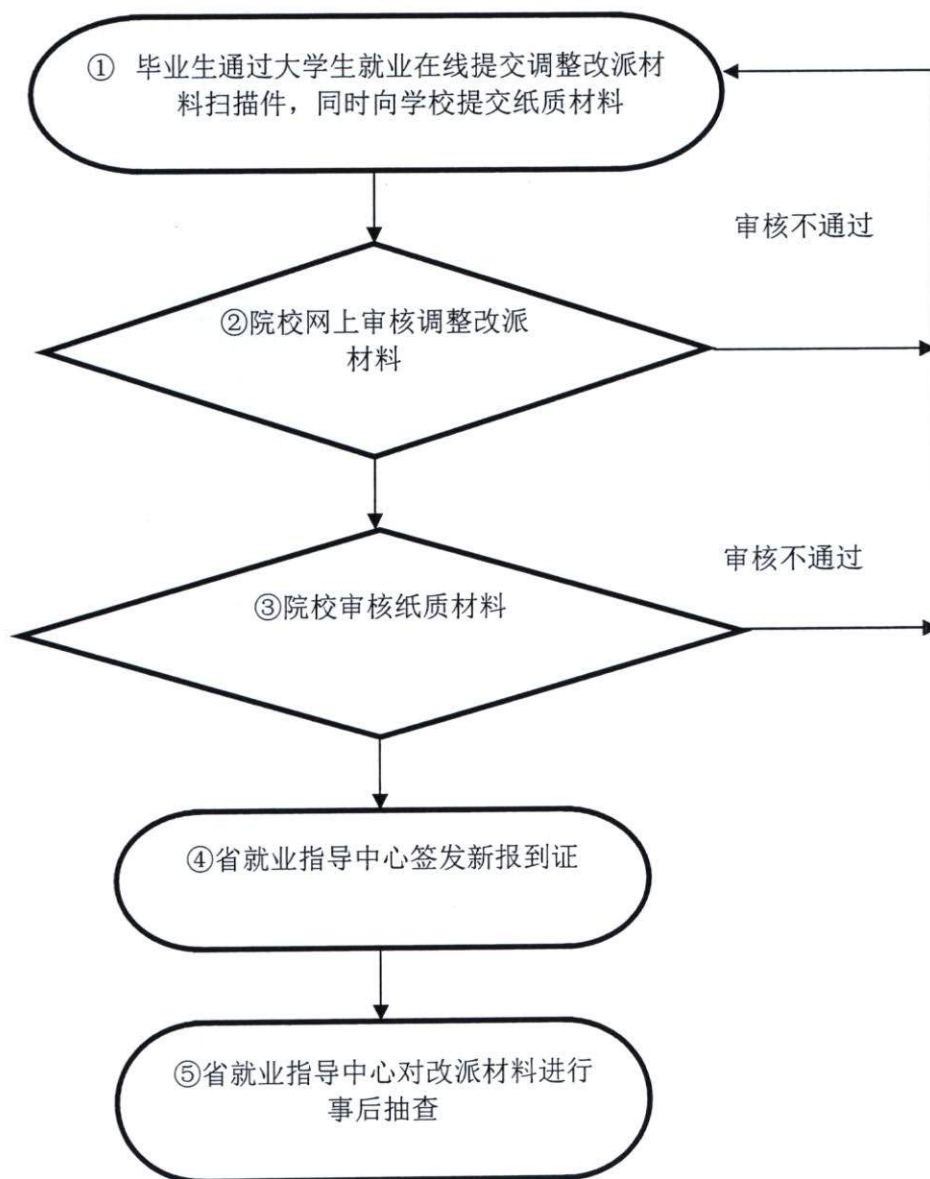 ① 毕业生通过大学生就业在线提交调整改派材
料扫描件，同时向学校提交纸质材料
审核不通过
②院校网上审核调整改派
材料
审核不通过
③院校审核纸质材料
④省就业指导中心签发新报到证
⑤省就业指导中心对改派材料进行
事后抽查